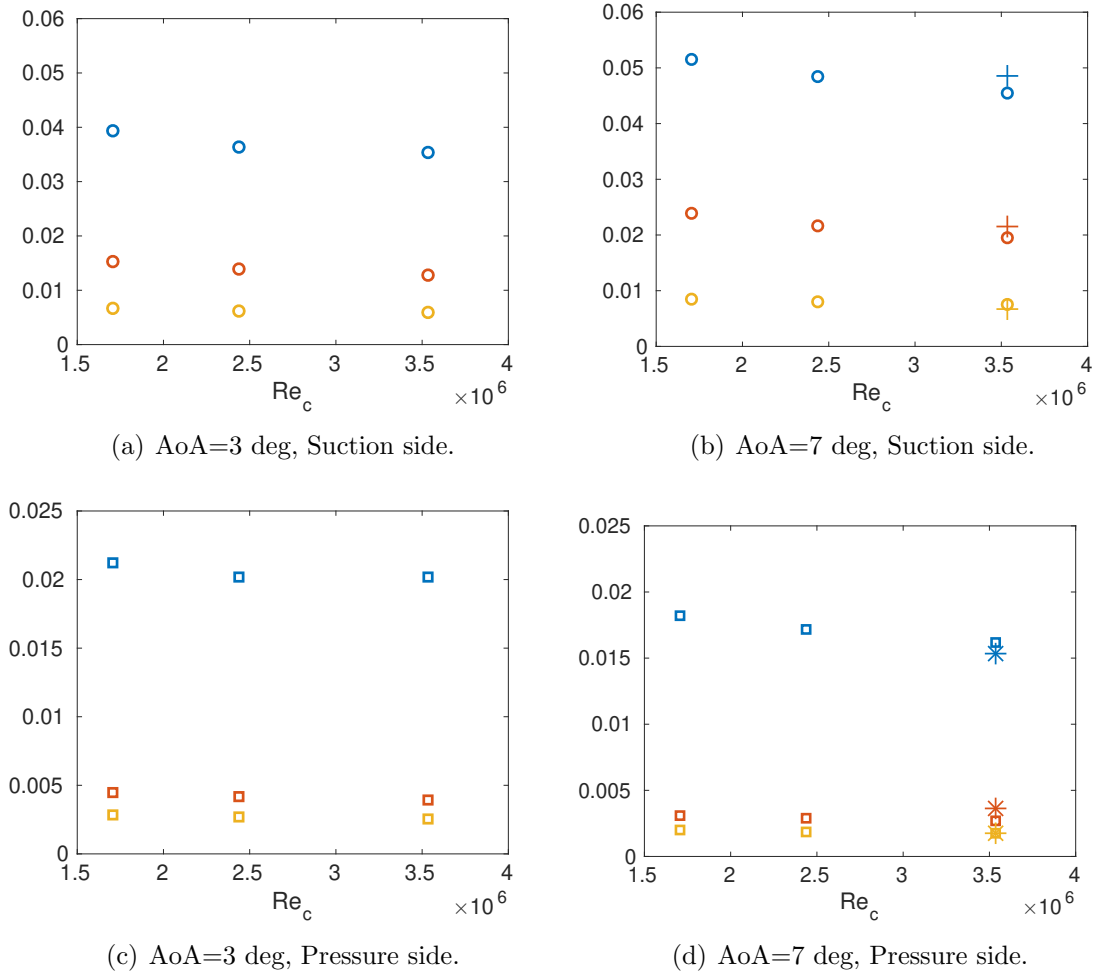 0.06
0.05
0.04
0.03
0.02
0.01
0
1.5 2 2.5 3 3.5 4
Re_c ×10^6
(a) AoA=3 deg, Suction side.
0.06
0.05
0.04
0.03
0.02
0.01
0
1.5 2 2.5 3 3.5 4
Re_c ×10^6
(b) AoA=7 deg, Suction side.
0.025
0.02
0.015
0.01
0.005
0
1.5 2 2.5 3 3.5 4
Re_c ×10^6
(c) AoA=3 deg, Pressure side.
0.025
0.02
0.015
0.01
0.005
0
1.5 2 2.5 3 3.5 4
Re_c ×10^6
(d) AoA=7 deg, Pressure side.